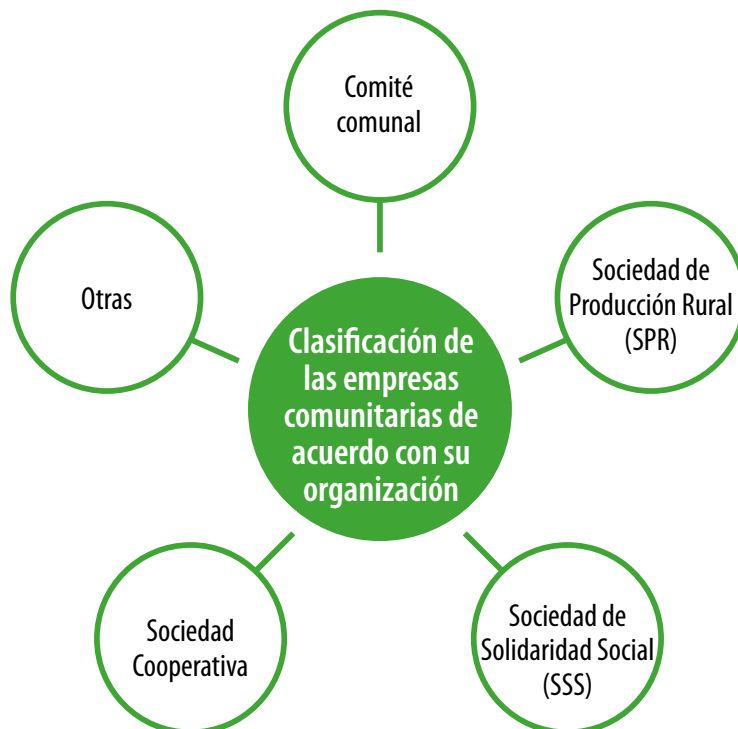 Comité
comunal
Sociedad de
Producción Rural
(SPR)
Otras
Clasificación de
las empresas
comunitarias de
acuerdo con su
organización
Sociedad
Cooperativa
Sociedad de
Solidaridad Social
(SSS)